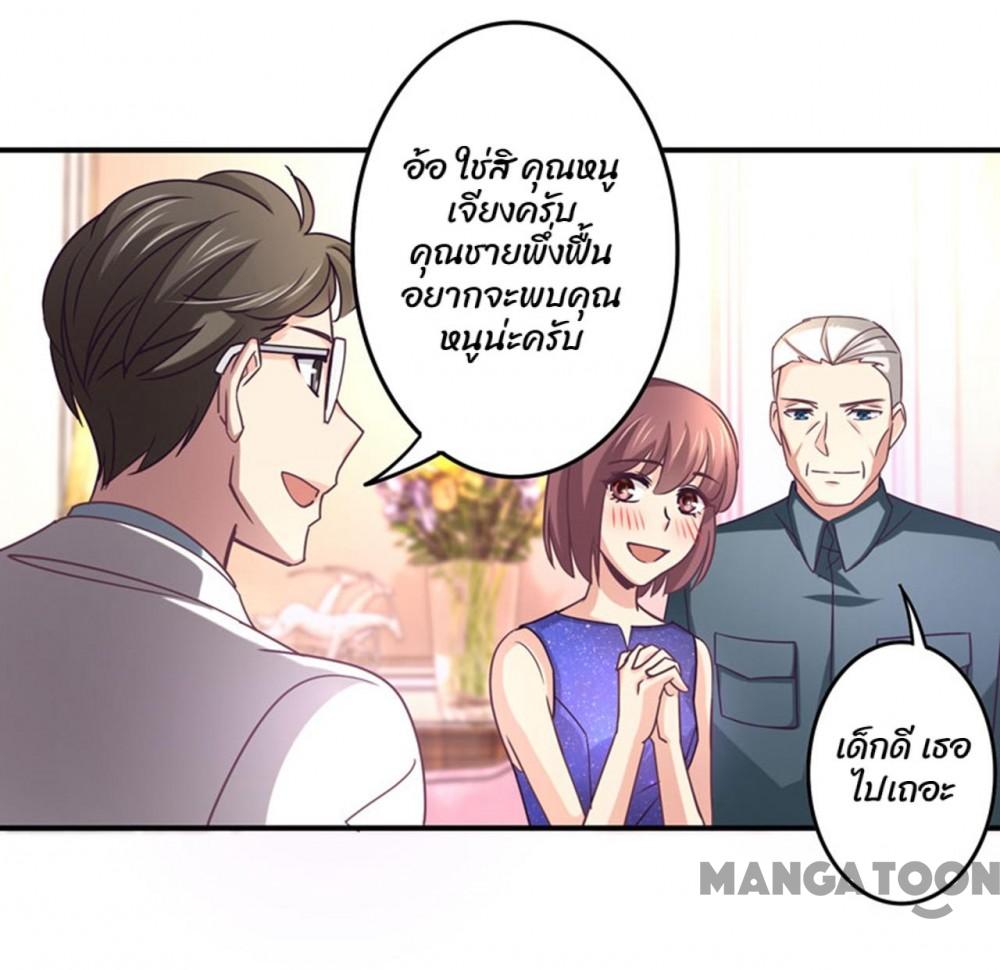 อ้อ ใช่สิ คุณหนู
เจียงครับ
คุณชายพึ่งฟื้น
อยากจะพบคุณ
หนูน่ะครับ
เด็กดี เธอ
ไปเถอะ
MANGATOON